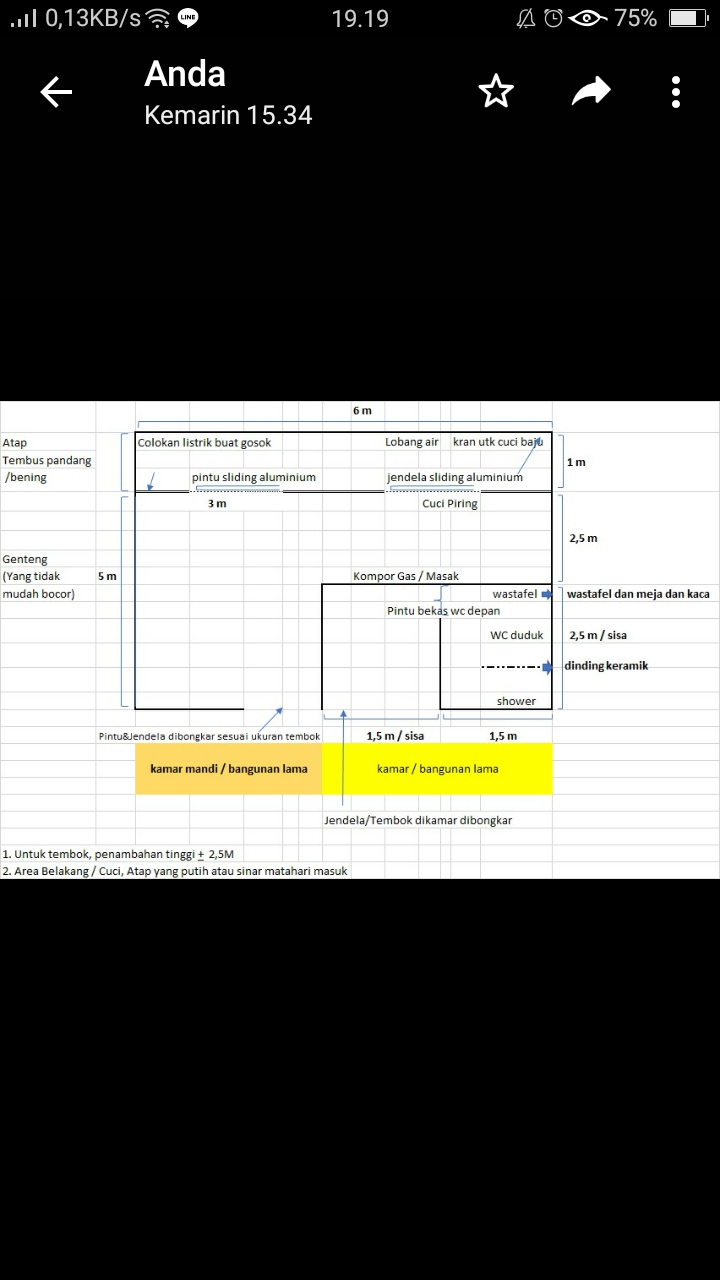 0,13KB/s LINE 19.19 75%
Anda
Kemarin 15.34
6 m
Atap
Tembus pandang
/bening
Colokan listrik buat gosok
Lobang air
kran utk cuci baju
1 m
pintu sliding aluminium
jendela sliding aluminium
3 m
Cuci Piring
2,5 m
Genteng
(Yang tidak
mudah bocor)
5 m
Kompor Gas / Masak
wastafel
wastafel dan meja dan kaca
Pintu bekas wc depan
WC duduk
2,5 m / sisa
dinding keramik
shower
Pintu&Jendela dibongkar sesuai ukuran tembok
1,5 m / sisa
1,5 m
kamar mandi / bangunan lama
kamar / bangunan lama
Jendela/Tembok dikamar dibongkar
1. Untuk tembok, penambahan tinggi ± 2,5M
2. Area Belakang / Cuci, Atap yang putih atau sinar matahari masuk